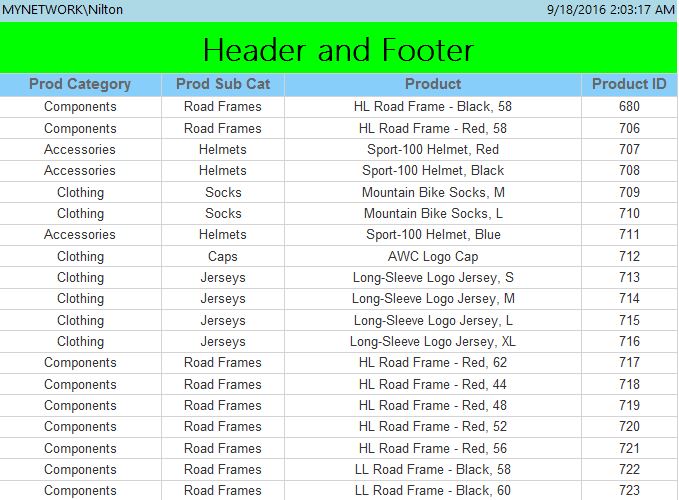 MYNETWORK\Nilton 9/18/2016 2:03:17 AM
Header and Footer
Prod Category Prod Sub Cat Product Product ID
Components Road Frames HL Road Frame - Black, 58 680
Components Road Frames HL Road Frame - Red, 58 706
Accessories Helmets Sport-100 Helmet, Red 707
Accessories Helmets Sport-100 Helmet, Black 708
Clothing Socks Mountain Bike Socks, M 709
Clothing Socks Mountain Bike Socks, L 710
Accessories Helmets Sport-100 Helmet, Blue 711
Clothing Caps AWC Logo Cap 712
Clothing Jerseys Long-Sleeve Logo Jersey, S 713
Clothing Jerseys Long-Sleeve Logo Jersey, M 714
Clothing Jerseys Long-Sleeve Logo Jersey, L 715
Clothing Jerseys Long-Sleeve Logo Jersey, XL 716
Components Road Frames HL Road Frame - Red, 62 717
Components Road Frames HL Road Frame - Red, 44 718
Components Road Frames HL Road Frame - Red, 48 719
Components Road Frames HL Road Frame - Red, 52 720
Components Road Frames HL Road Frame - Red, 56 721
Components Road Frames LL Road Frame - Black, 58 722
Components Road Frames LL Road Frame - Black, 60 723